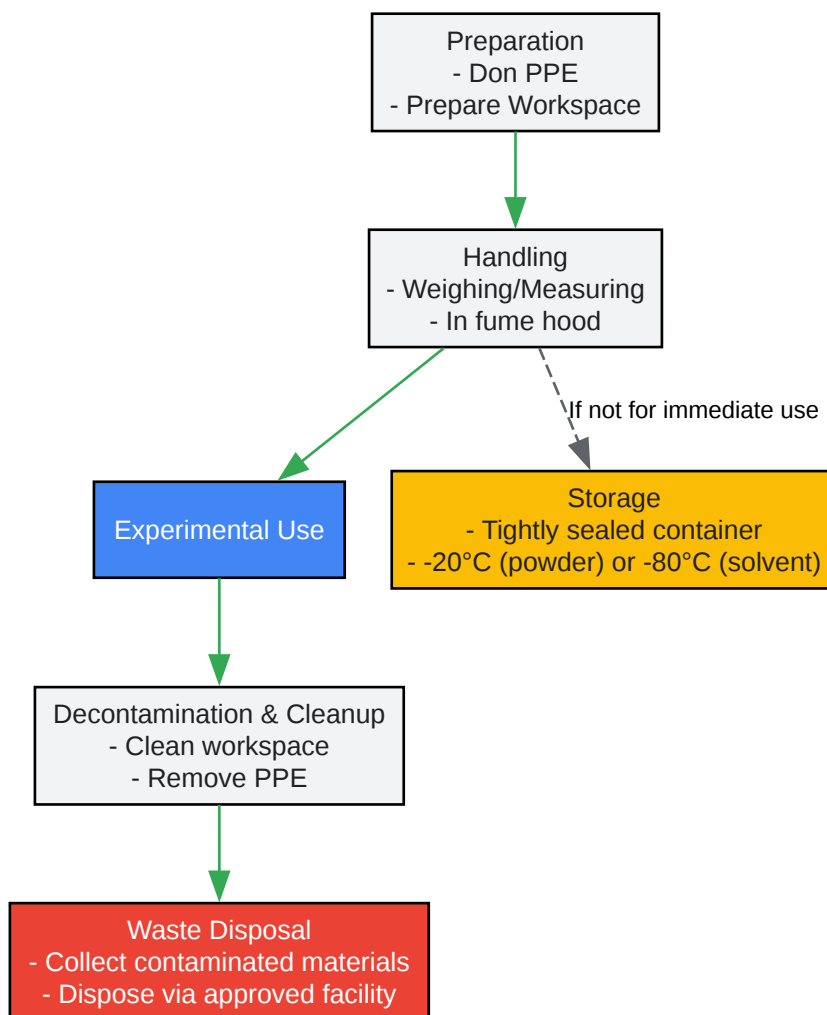 Preparation
- Don PPE
- Prepare Workspace
Handling
- Weighing/Measuring
- In fume hood
If not for immediate use
Experimental Use
Storage
- Tightly sealed container
- -20°C (powder) or -80°C (solvent)
Decontamination & Cleanup
- Clean workspace
- Remove PPE
Waste Disposal
- Collect contaminated materials
- Dispose via approved facility